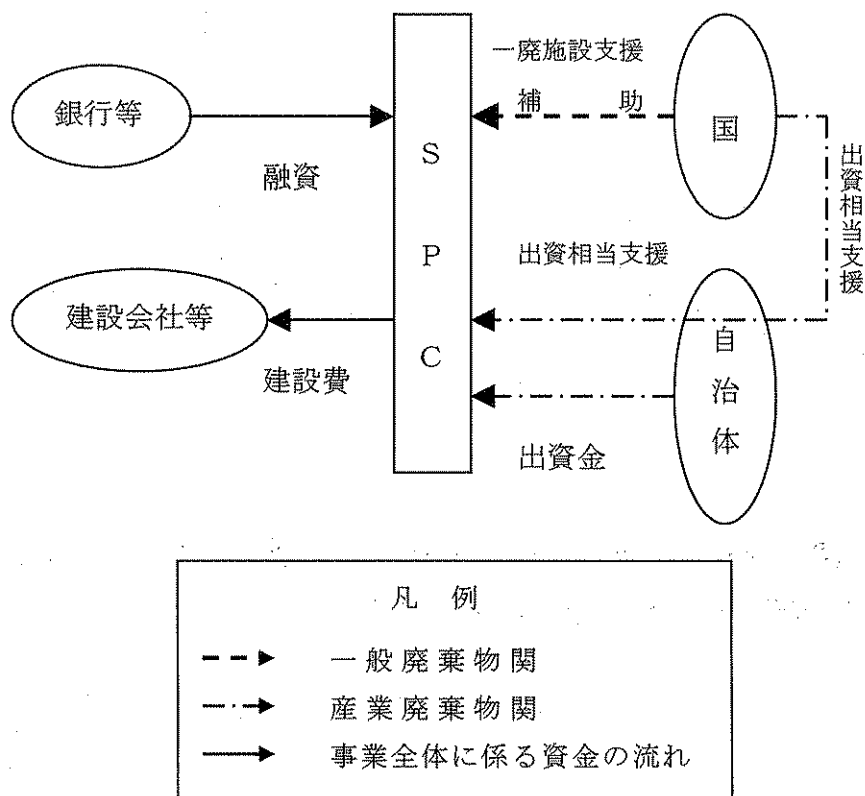 一廃施設支援
補助
銀行等
国
融資
SPC
出資相当支援
出資相当支援
建設会社等
自治体
建設費
出資金
凡例
一般廃棄物関
産業廃棄物関
事業全体に係る資金の流れ